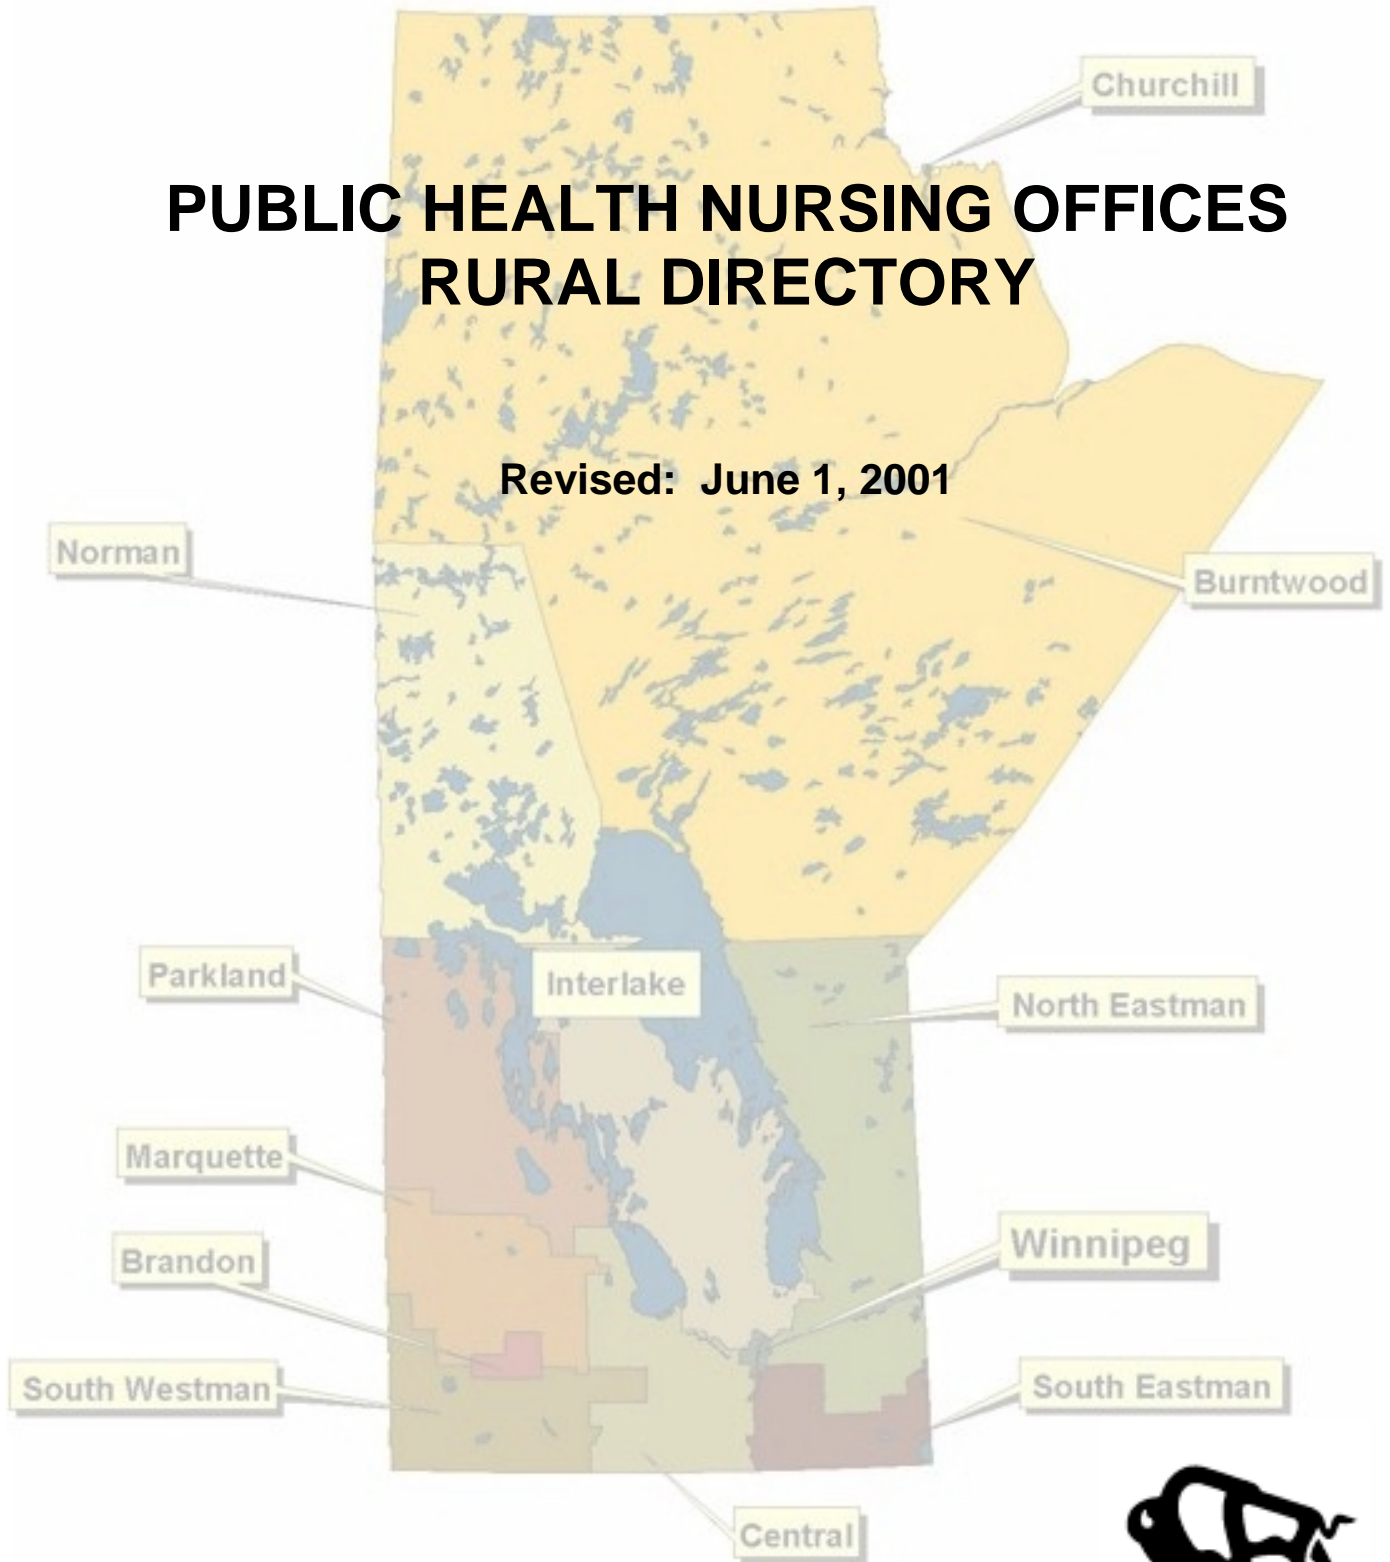 Churchill
PUBLIC HEALTH NURSING OFFICES
RURAL DIRECTORY
Revised: June 1, 2001
Norman
Burntwood
Parkland
Interlake
North Eastman
Marquette
Winnipeg
Brandon
South Westman
South Eastman
Central